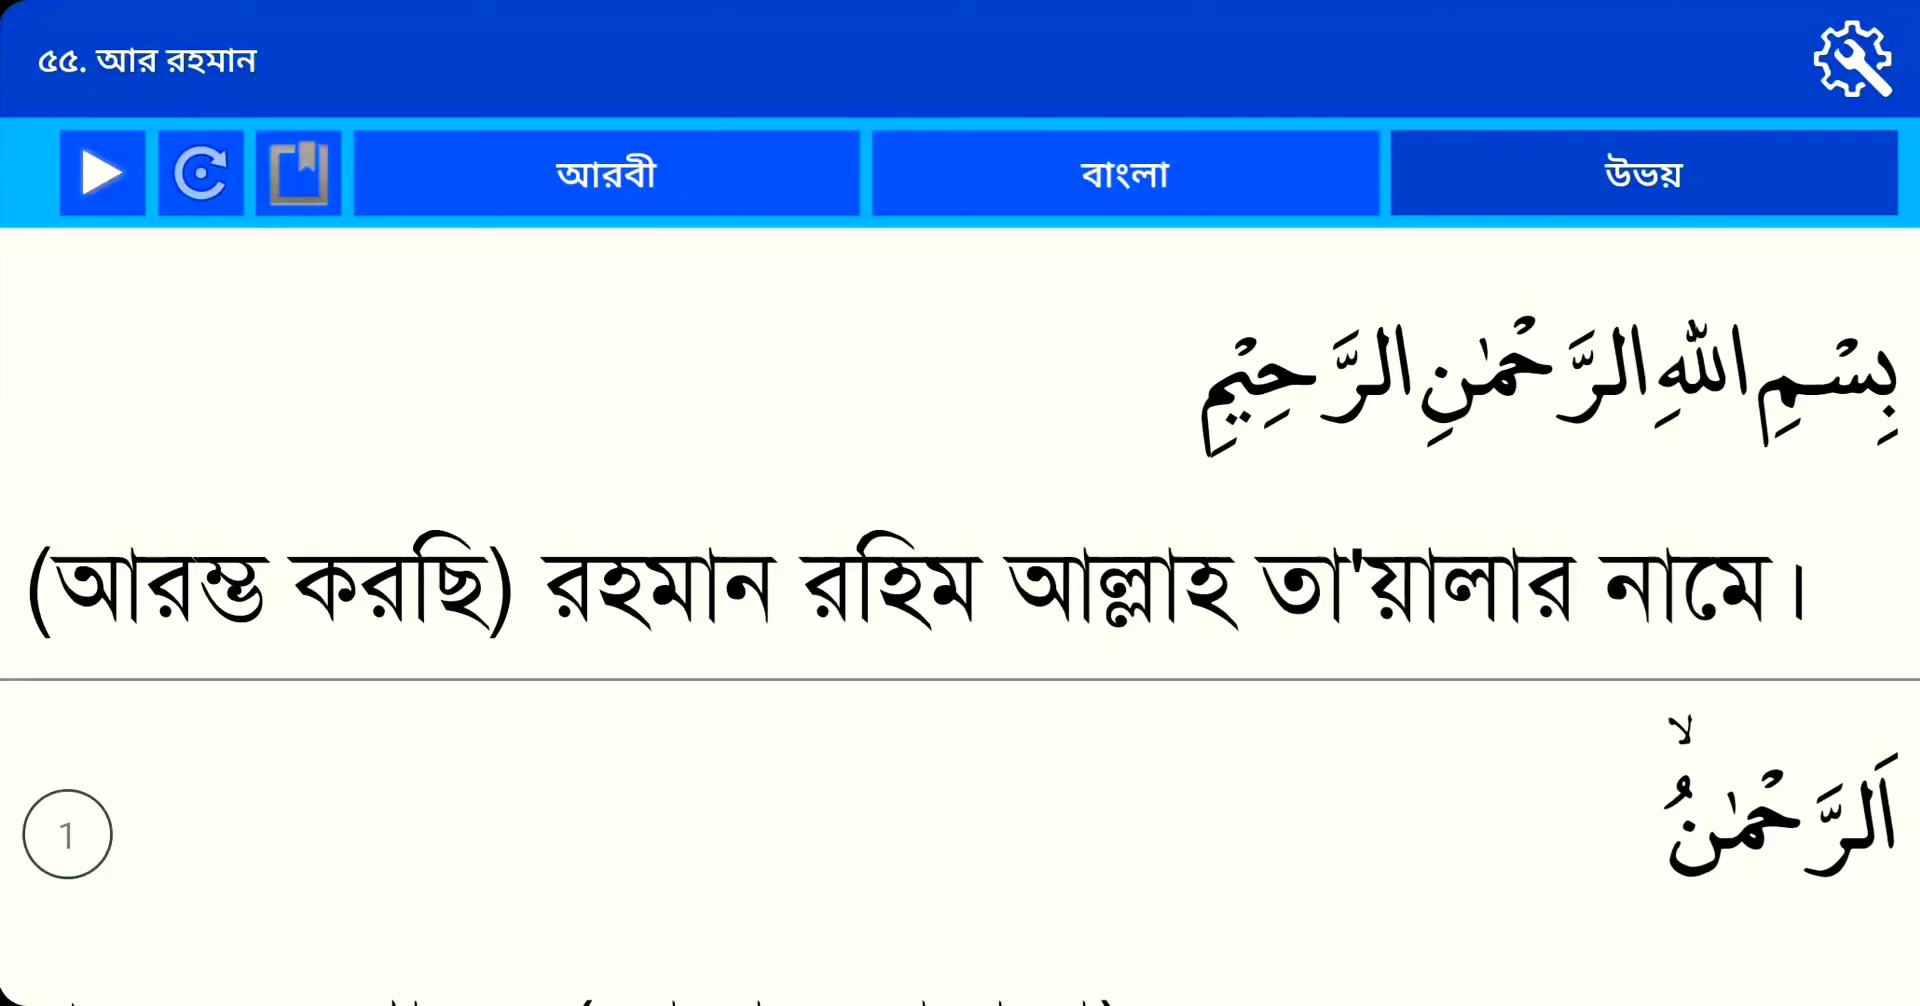 ৫৫. আর রহমান
আরবী
বাংলা
উভয়
بِسْمِ اللّٰهِ الرَّحْمٰنِ الرَّحِيْمِ
(আরম্ভ করছি) রহমান রহিম আল্লাহ তা'য়ালার নামে।
اَلرَّحْمٰنُۙ
1